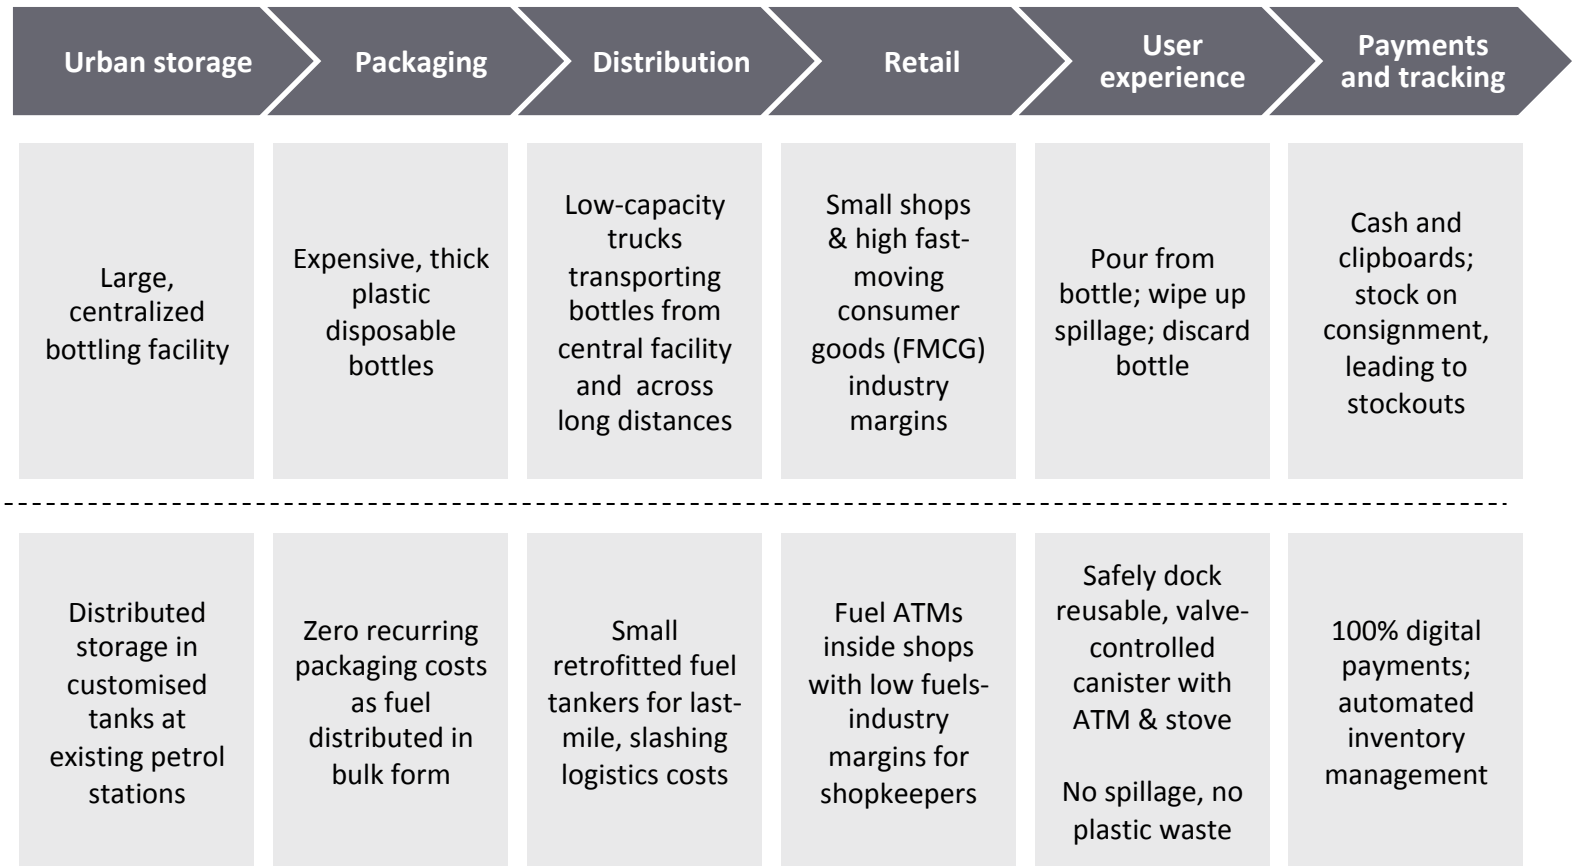 Urban storage
Packaging
Distribution
Retail
User
experience
Payments
and tracking
Large,
centralized
bottling facility
Expensive, thick
plastic
disposable
bottles
Low-capacity
trucks
transporting
bottles from
central facility
and across
long distances
Small shops
& high fast-
moving
consumer
goods (FMCG)
industry
margins
Pour from
bottle; wipe up
spillage; discard
bottle
Cash and
clipboards;
stock on
consignment,
leading to
stockouts
Distributed
storage in
customised
tanks at
existing petrol
stations
Zero recurring
packaging costs
as fuel
distributed in
bulk form
Small
retrofitted fuel
tankers for last-
mile, slashing
logistics costs
Fuel ATMs
inside shops
with low fuels-
industry
margins for
shopkeepers
Safely dock
reusable, valve-
controlled
canister with
ATM & stove
No spillage, no
plastic waste
100% digital
payments;
automated
inventory
management